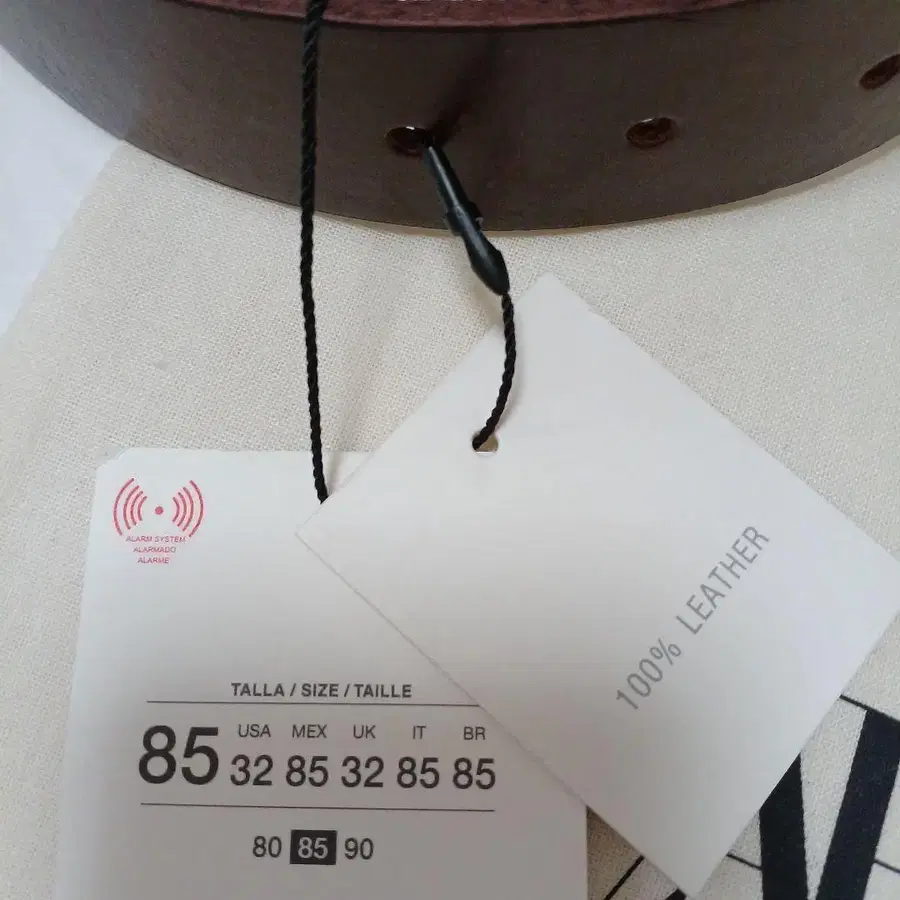 ALARM SYSTEM
ALARMADO
ALARME
100% LEATHER
TALLA / SIZE / TAILLE
85 USA MEX UK IT BR
32 85 32 85 85
80 85 90